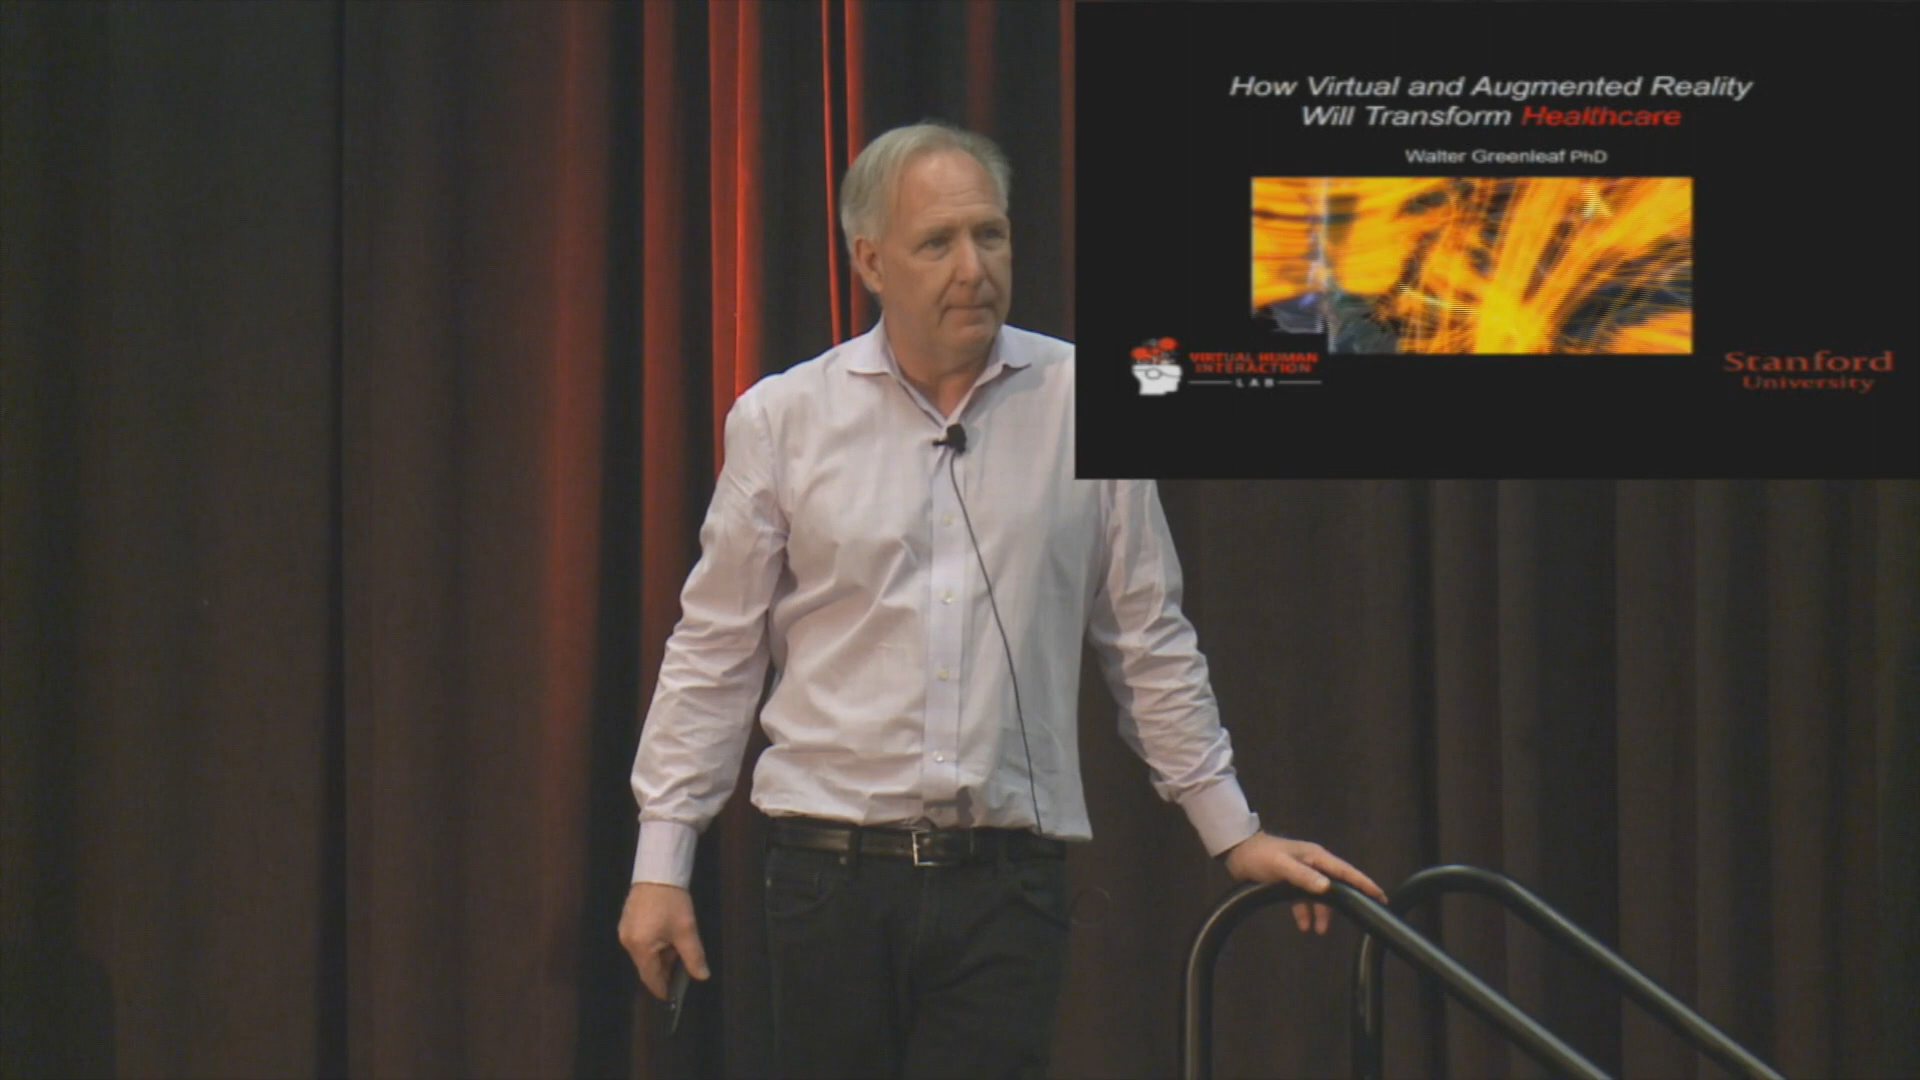 How Virtual and Augmented Reality
Will Transform Healthcare
Walter Greenleaf PhD
VIRTUAL HUMAN
INTERACTION
LAB
Stanford
University